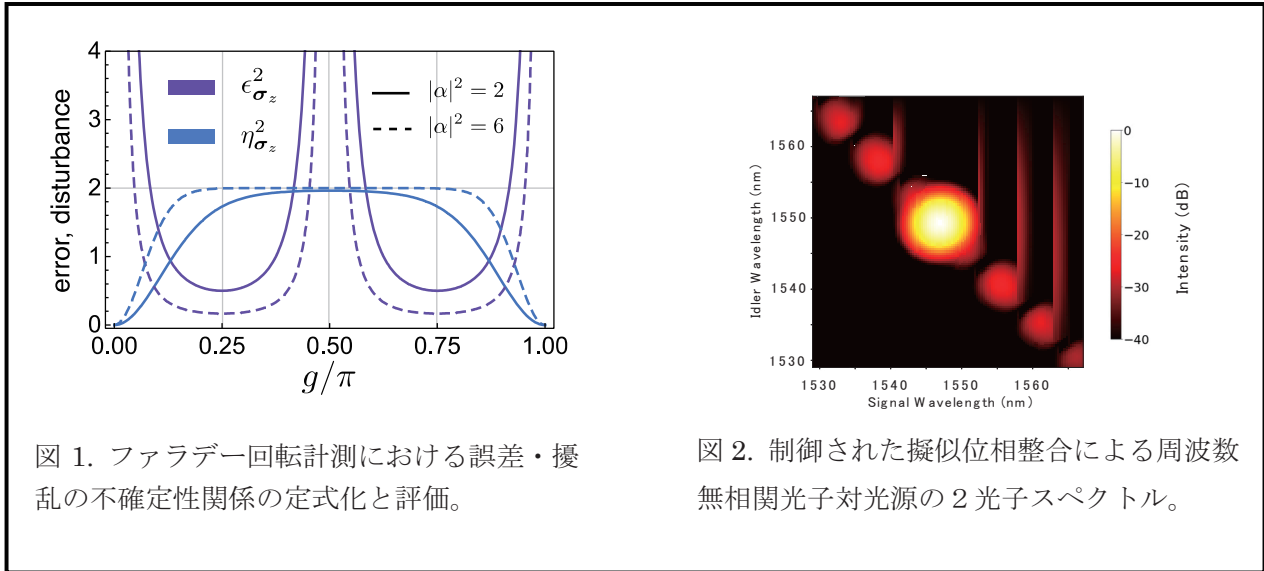 4
3
2
1
0
error, disturbance
ϵ²σz
η²σz
|α|² = 2
|α|² = 6
0.00 0.25 0.50 0.75 1.00
g/π
図 1. ファラデー回転計測における誤差・擾
乱の不確定性関係の定式化と評価。
1560
1550
1540
1530
Idler Wavelength (nm)
1530 1540 1550 1560
Signal Wavelength (nm)
0
−10
−20
−30
−40
Intensity (dB)
図 2. 制御された擬似位相整合による周波数
無相関光子対光源の 2 光子スペクトル。